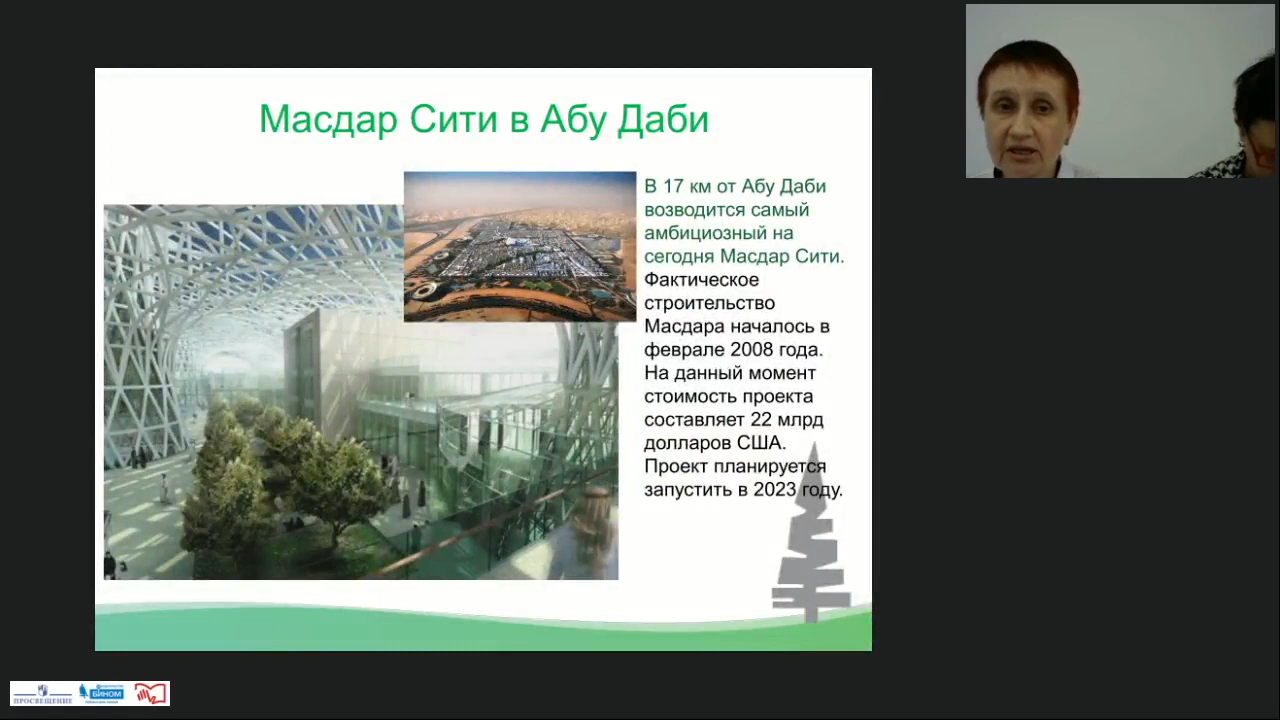 Масдар Сити в Абу Даби
В 17 км от Абу Даби
возводится самый
амбициозный на
сегодня Масдар Сити.
Фактическое
строительство
Масдара началось в
феврале 2008 года.
На данный момент
стоимость проекта
составляет 22 млрд
долларов США.
Проект планируется
запустить в 2023 году.
ПРОСВЕЩЕНИЕ
БИНОМ